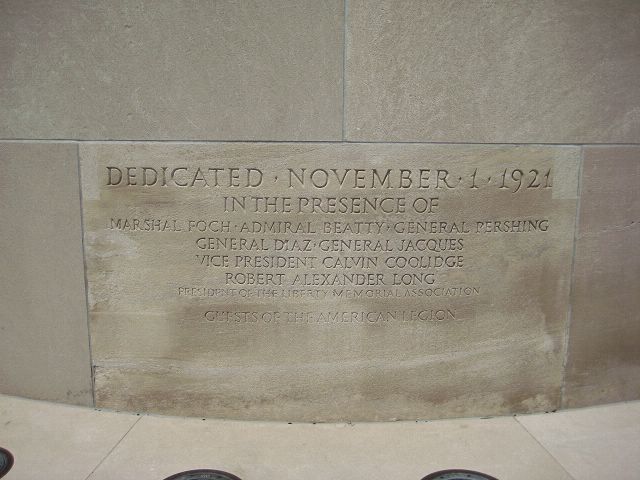 DEDICATED · NOVEMBER · 1 · 1921
IN THE PRESENCE OF
MARSHAL FOCH · ADMIRAL BEATTY · GENERAL PERSHING
GENERAL DIAZ · GENERAL JACQUES
VICE PRESIDENT CALVIN COOLIDGE
ROBERT ALEXANDER LONG
PRESIDENT OF THE LIBERTY MEMORIAL ASSOCIATION
GUESTS OF THE AMERICAN LEGION